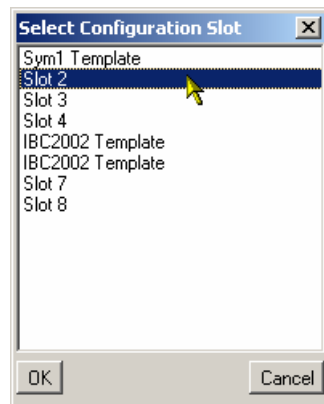 Select Configuration Slot
Sym1 Template
Slot 2
Slot 3
Slot 4
IBC2002 Template
IBC2002 Template
Slot 7
Slot 8
OK
Cancel